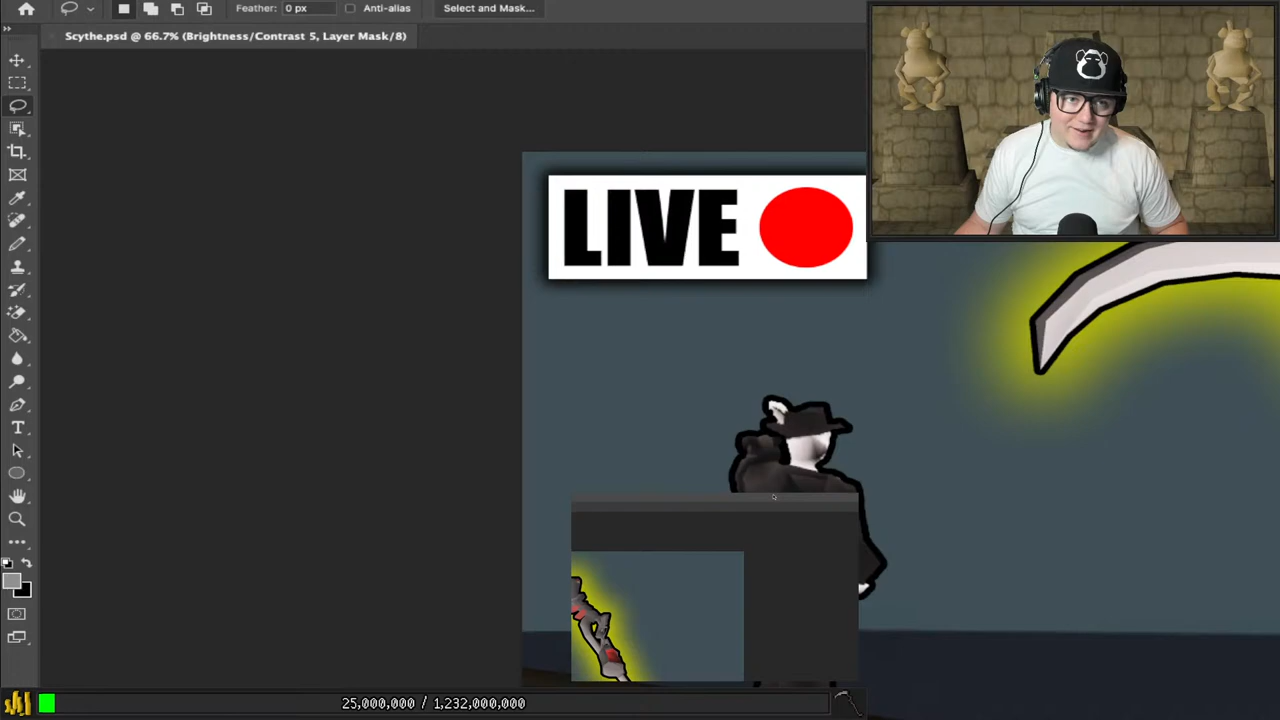 Feather: 0 px Anti-alias Select and Mask...
Scythe.psd @ 66.7% (Brightness/Contrast 5, Layer Mask/8)
LIVE
25,000,000 / 1,232,000,000